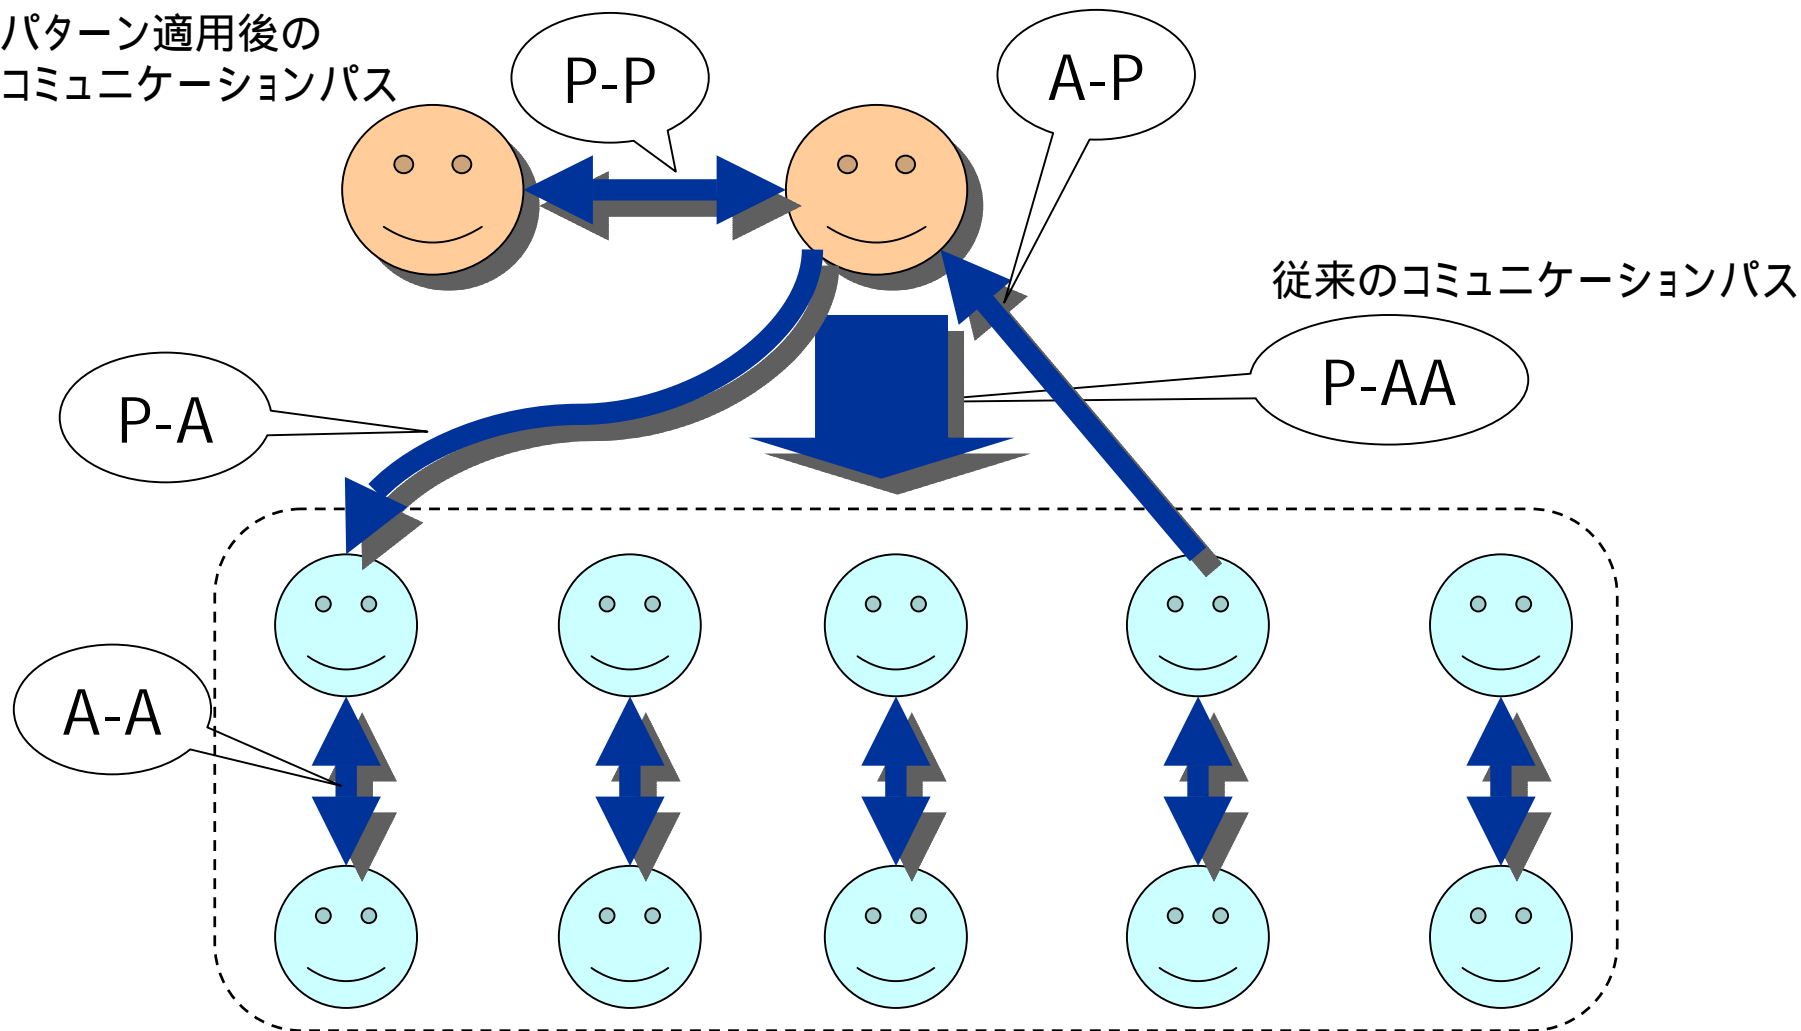 パターン適用後の
コミュニケーションパス
P-P
A-P
従来のコミュニケーションパス
P-AA
P-A
A-A